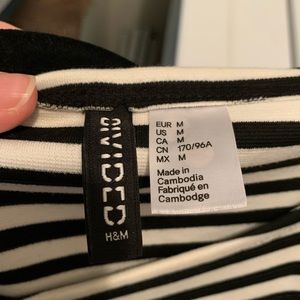 DIVIDED
H&M
EUR M
US M
CA M
CN 170/96A
MX M
Made in
Cambodia
Fabriqué en
Cambodge